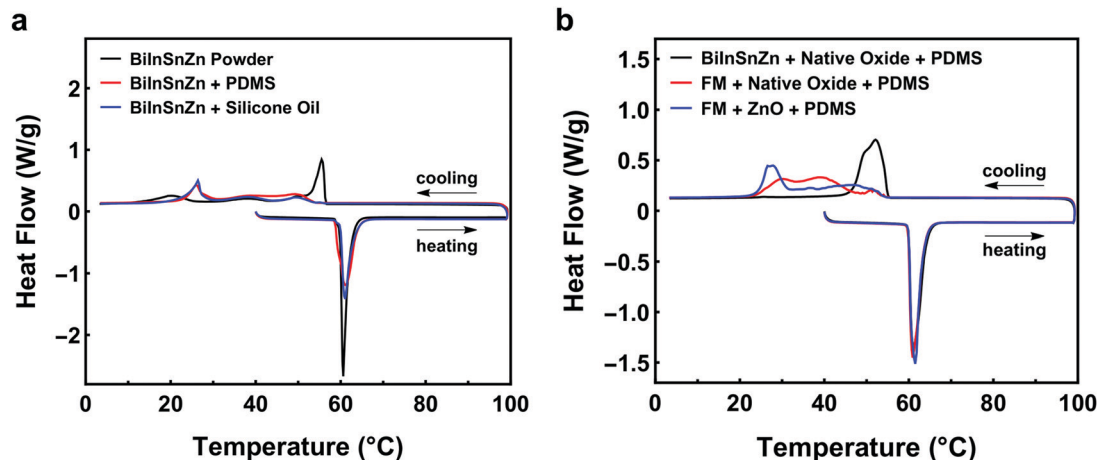 a
BiInSnZn Powder
BiInSnZn + PDMS
BiInSnZn + Silicone Oil
cooling
heating
2
1
0
−1
−2
Heat Flow (W/g)
0
20
40
60
80
100
Temperature (°C)
b
BiInSnZn + Native Oxide + PDMS
FM + Native Oxide + PDMS
FM + ZnO + PDMS
cooling
heating
1.5
1.0
0.5
0
−0.5
−1.0
−1.5
Heat Flow (W/g)
0
20
40
60
80
100
Temperature (°C)